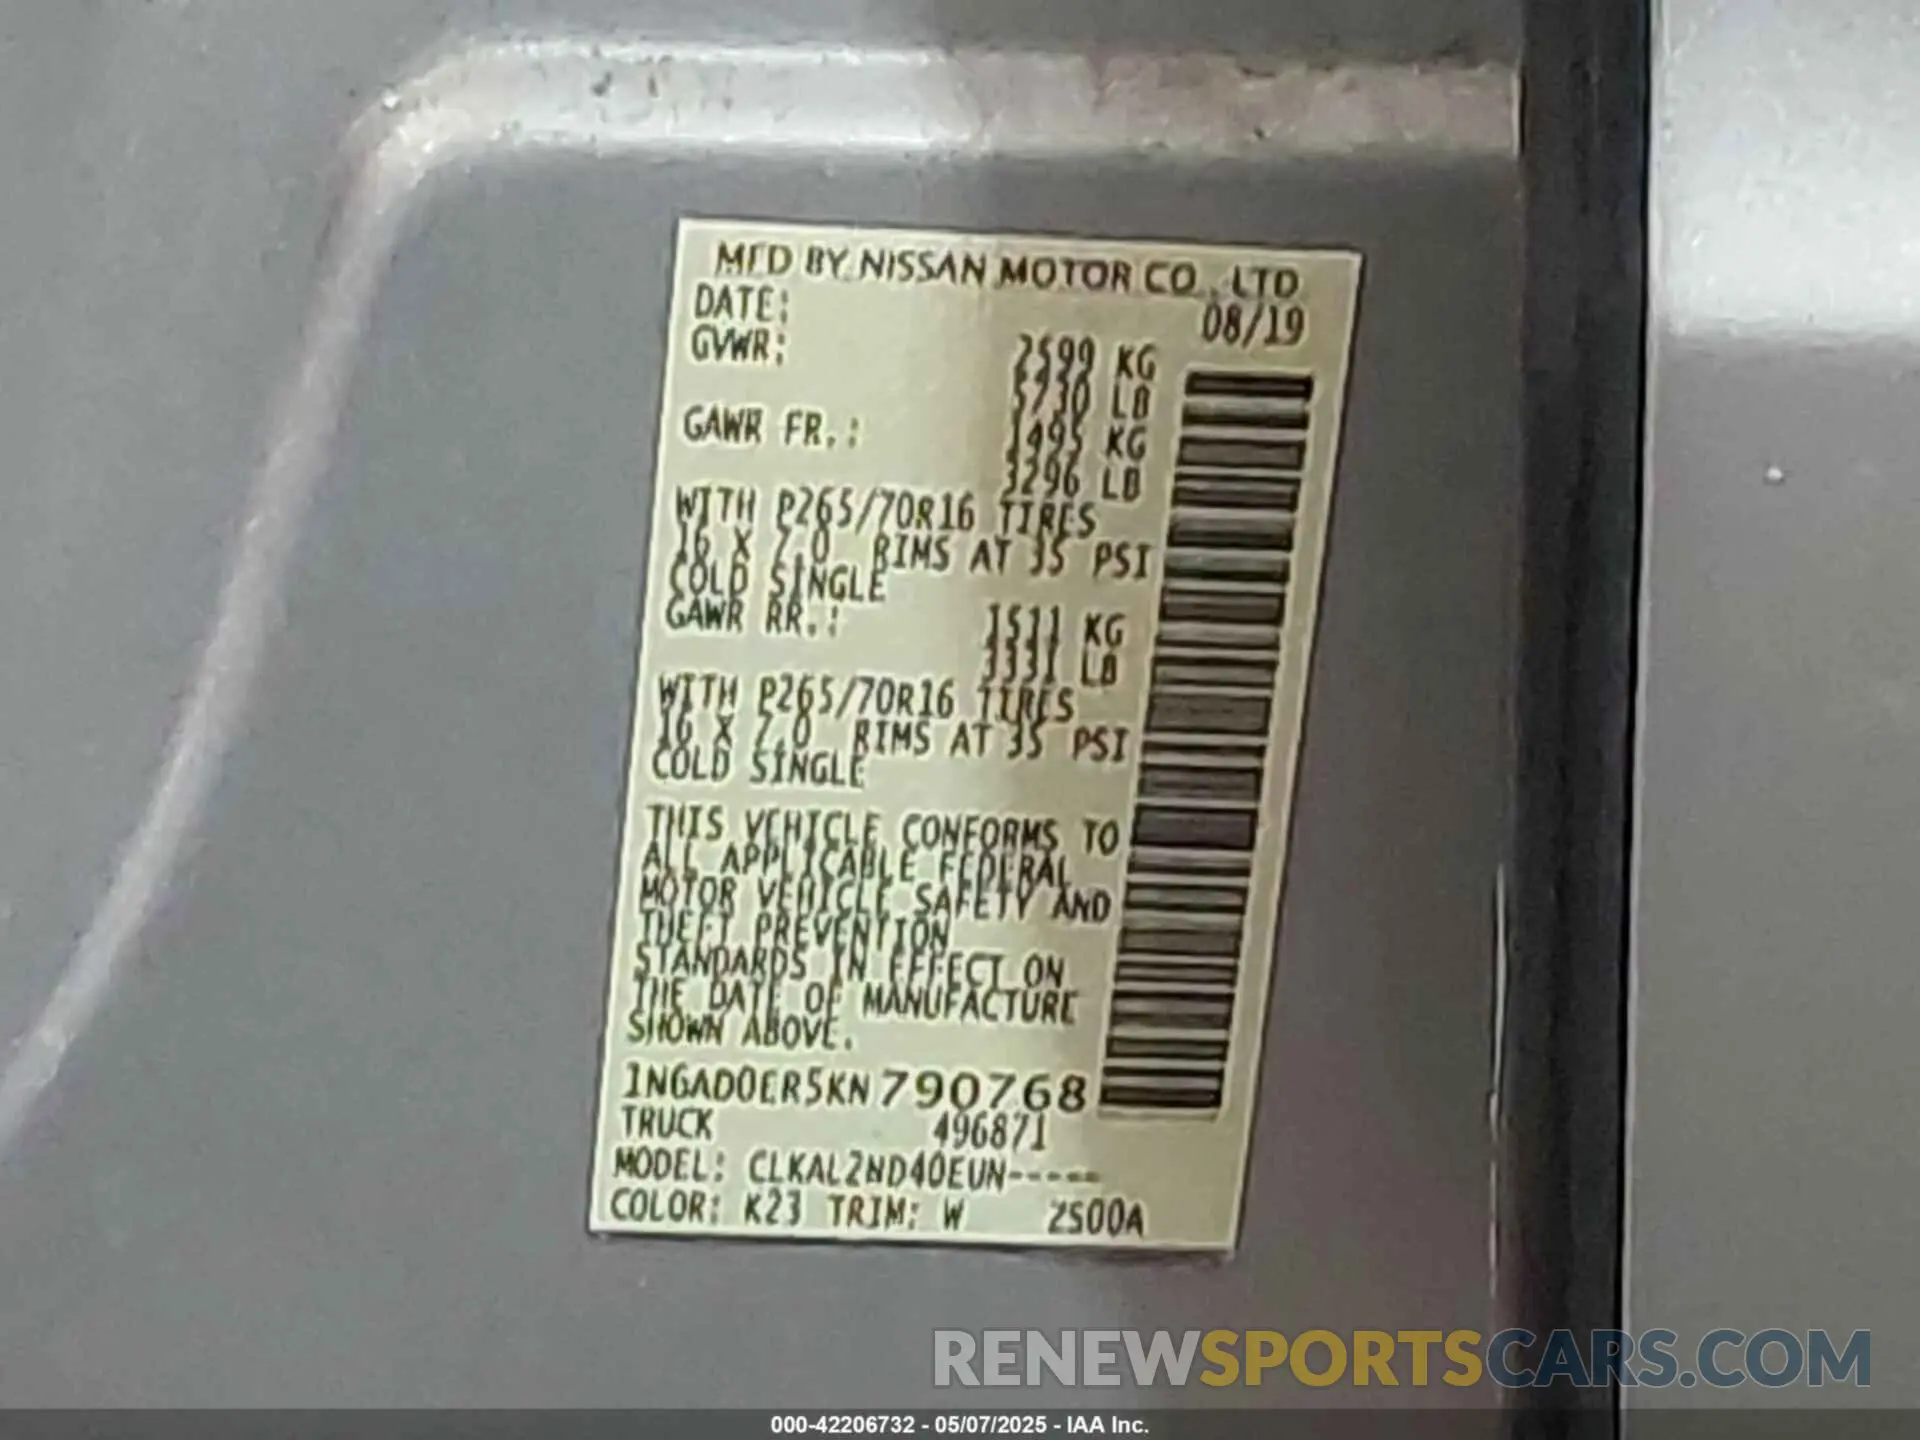 MFD BY NISSAN MOTOR CO., LTD
DATE: 08/19
GVWR: 2599 KG
5730 LB
GAWR FR.: 1495 KG
3296 LB
WITH P265/70R16 TIRES
16 X 7.0 RIMS AT 35 PSI
COLD SINGLE
GAWR RR.: 1511 KG
3331 LB
WITH P265/70R16 TIRES
16 X 7.0 RIMS AT 35 PSI
COLD SINGLE
THIS VEHICLE CONFORMS TO
ALL APPLICABLE FEDERAL
MOTOR VEHICLE SAFETY AND
THEFT PREVENTION
STANDARDS IN EFFECT ON
THE DATE OF MANUFACTURE
SHOWN ABOVE.
1N6AD0ER5KN790768
TRUCK 496871
MODEL: CLKAL2ND40EUN-----
COLOR: K23 TRIM: W 2S00A
RENEWSPORTSCARS.COM
000-42206732 - 05/07/2025 - IAA Inc.